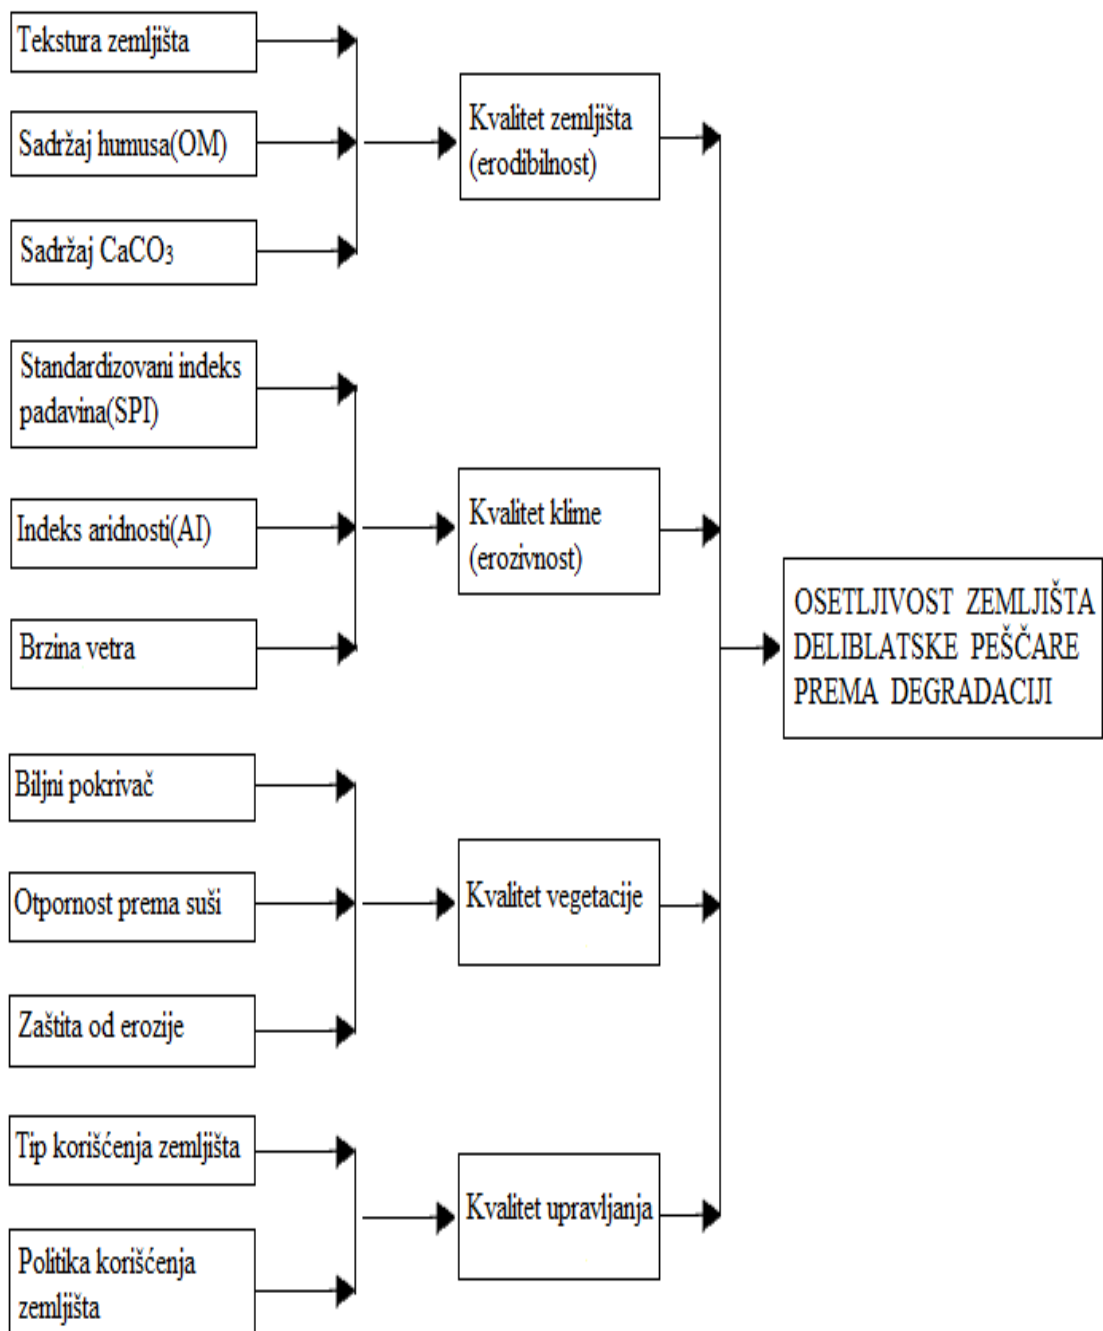 Tekstura zemljišta
Sadržaj humusa(OM)
Sadržaj CaCO₃
Kvalitet zemljišta
(erodibilnost)
Standardizovani indeks
padavina(SPI)
Indeks aridnosti(AI)
Brzina vetra
Kvalitet klime
(erozivnost)
Biljni pokrivač
Otpornost prema suši
Zaštita od erozije
Kvalitet vegetacije
Tip korišćenja zemljišta
Politika korišćenja
zemljišta
Kvalitet upravljanja
OSETLJIVOST ZEMLJIŠTA
DELIBLATSKE PEŠČARE
PREMA DEGRADACIJI